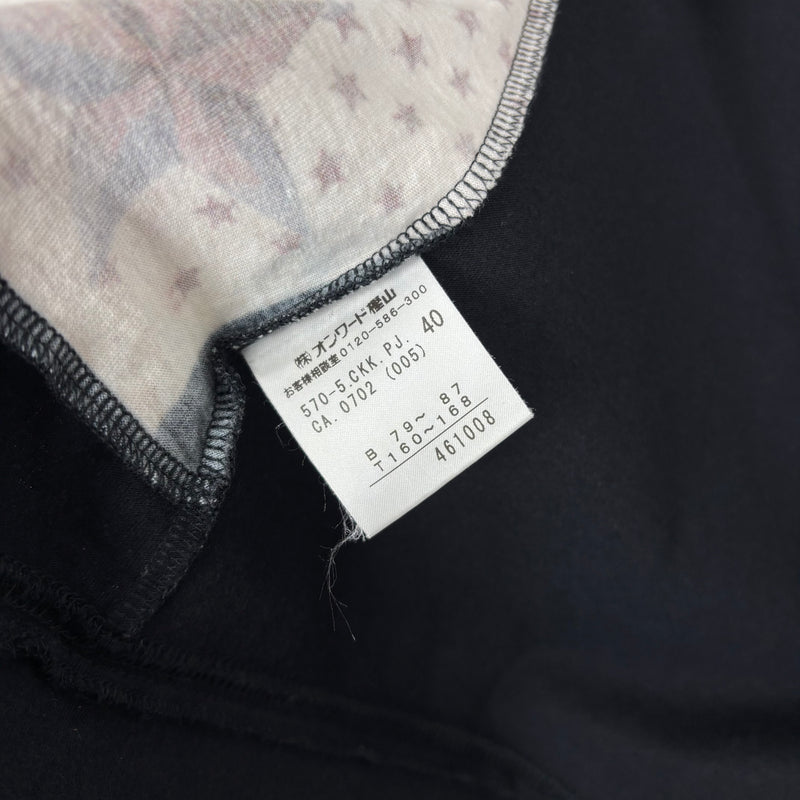 ㈱オンワード樫山
お客様相談室0120-586-300
570-5.CKK.PJ. 40
CA.0702 (005)
B 79～ 87
T160～168
461008